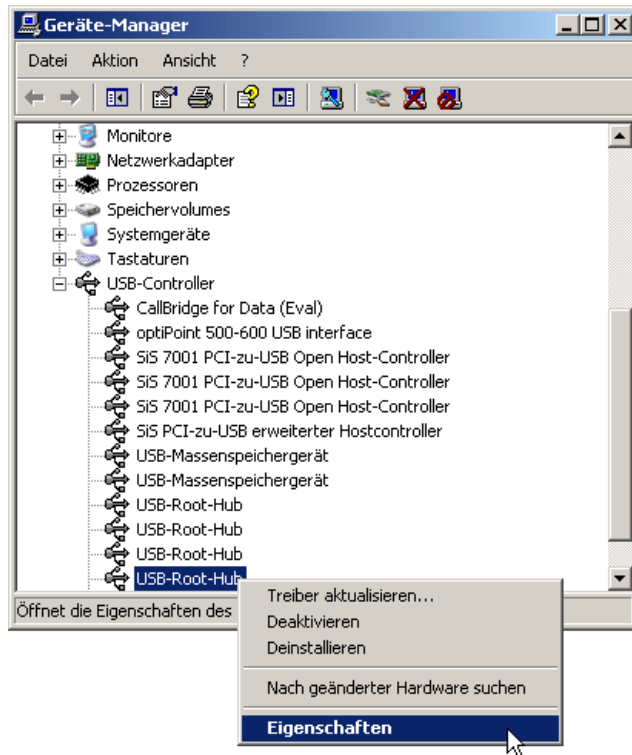 Geräte-Manager
Datei Aktion Ansicht ?
Monitore
Netzwerkadapter
Prozessoren
Speichervolumes
Systemgeräte
Tastaturen
USB-Controller
CallBridge for Data (Eval)
optiPoint 500-600 USB interface
SiS 7001 PCI-zu-USB Open Host-Controller
SiS 7001 PCI-zu-USB Open Host-Controller
SiS 7001 PCI-zu-USB Open Host-Controller
SiS PCI-zu-USB erweiterter Hostcontroller
USB-Massenspeichergerät
USB-Massenspeichergerät
USB-Root-Hub
USB-Root-Hub
USB-Root-Hub
USB-Root-Hub
Öffnet die Eigenschaften des
Treiber aktualisieren...
Deaktivieren
Deinstallieren
Nach geänderter Hardware suchen
Eigenschaften